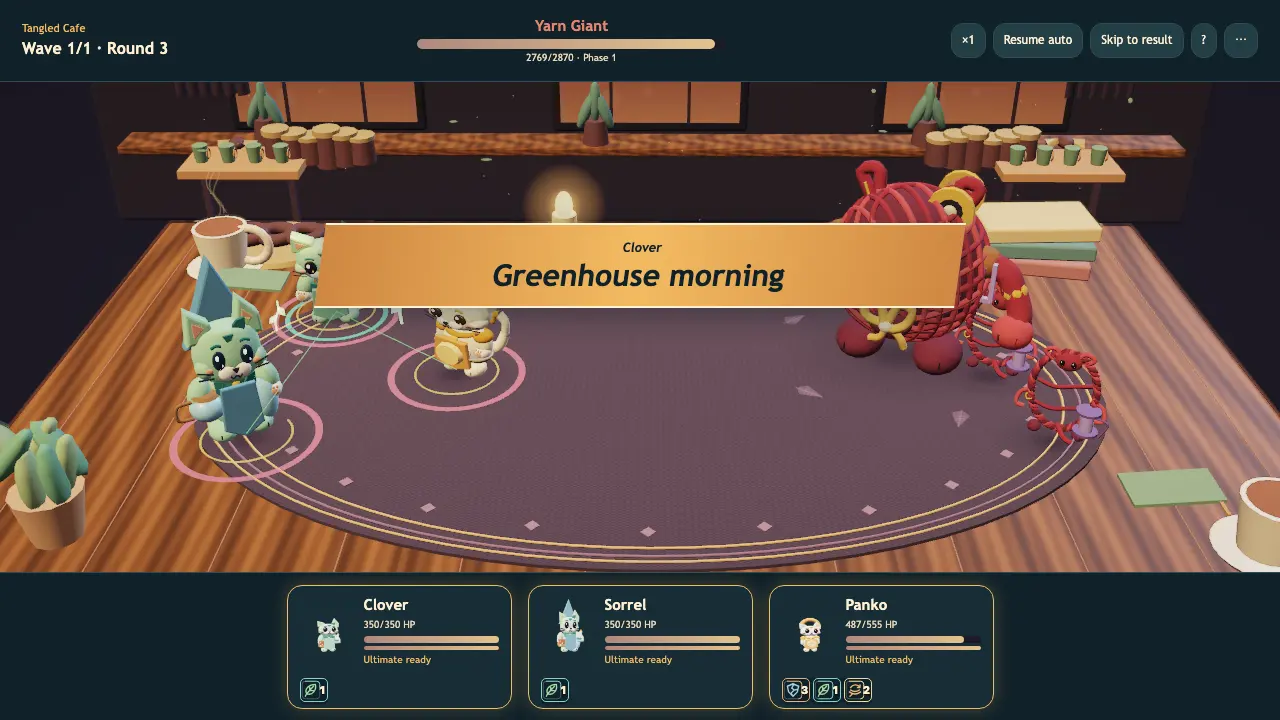 Tangled Cafe
Wave 1/1 · Round 3
Yarn Giant
2769/2870 · Phase 1
×1
Resume auto
Skip to result
?
···
Clover
Greenhouse morning
Clover
350/350 HP
Ultimate ready
1
Sorrel
350/350 HP
Ultimate ready
1
Panko
487/555 HP
Ultimate ready
3
1
2